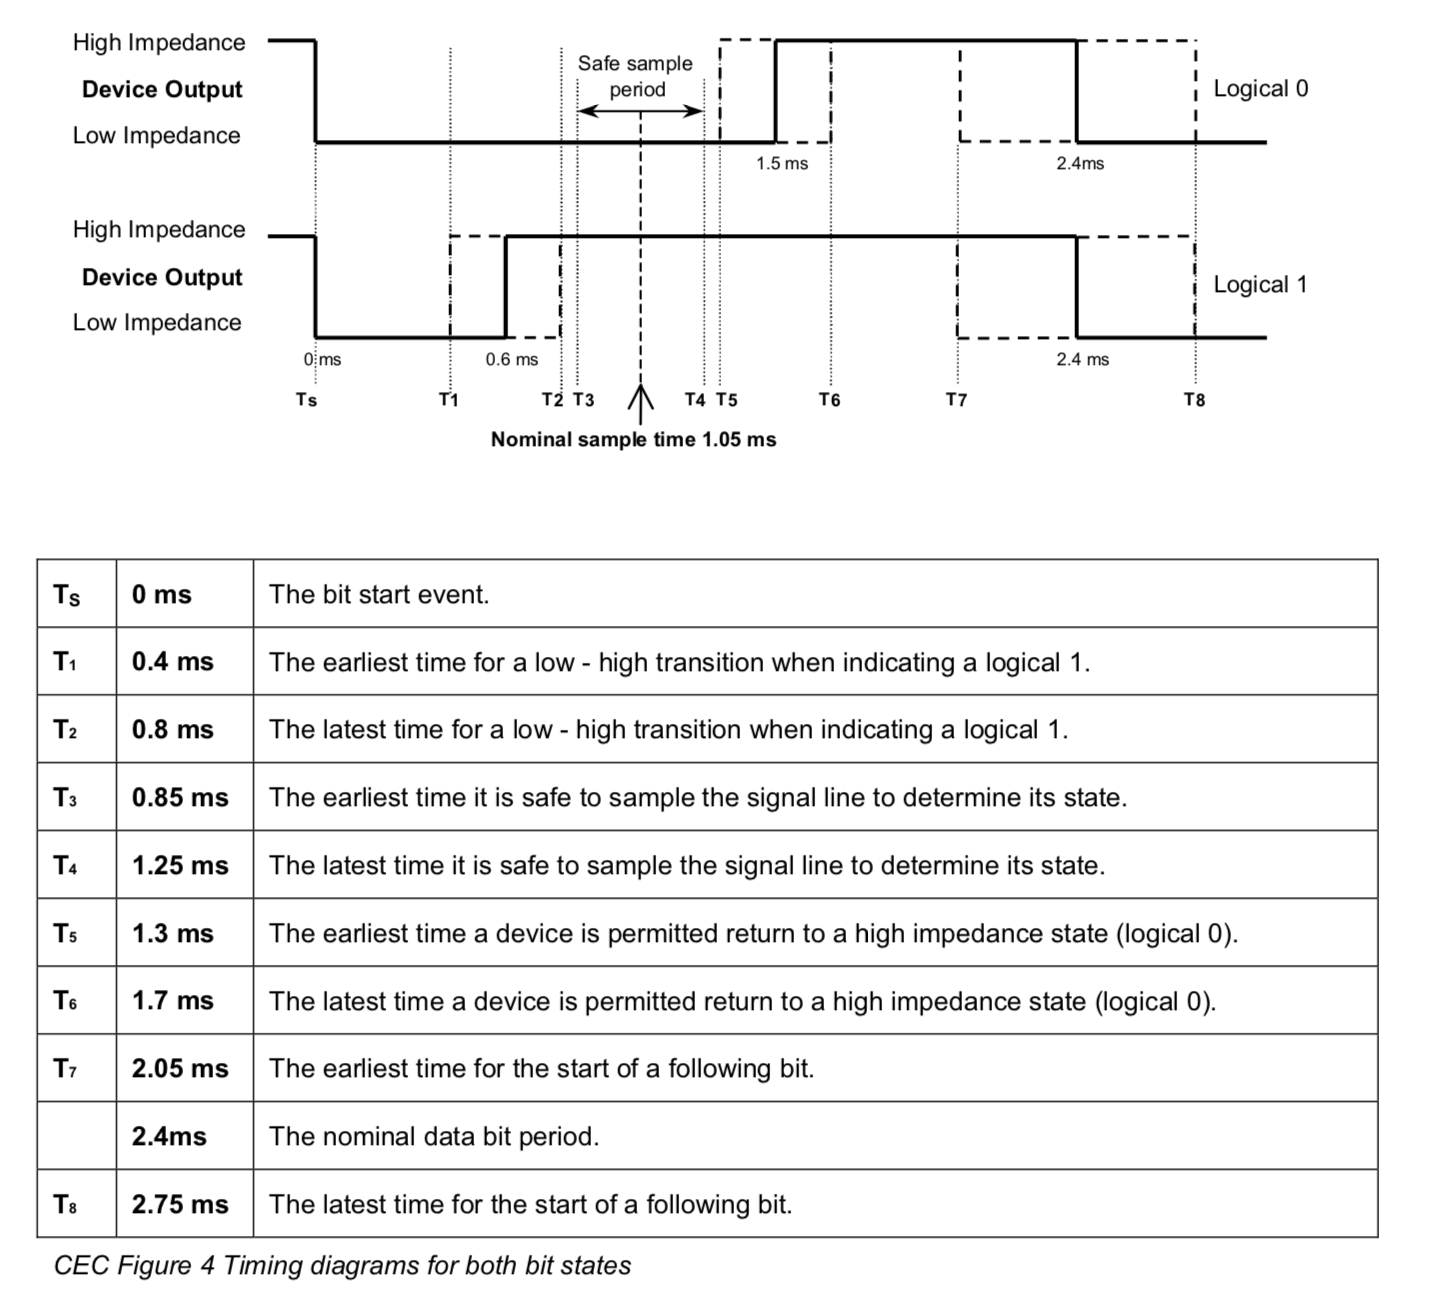 High Impedance
Safe sample
period
Device Output
Logical 0
Low Impedance
1.5 ms
2.4ms
High Impedance
Device Output
Logical 1
Low Impedance
0 ms
0.6 ms
2.4 ms
Ts T1 T2 T3 T4 T5 T6 T7 T8
Nominal sample time 1.05 ms
Ts 0 ms The bit start event.
T1 0.4 ms The earliest time for a low - high transition when indicating a logical 1.
T2 0.8 ms The latest time for a low - high transition when indicating a logical 1.
T3 0.85 ms The earliest time it is safe to sample the signal line to determine its state.
T4 1.25 ms The latest time it is safe to sample the signal line to determine its state.
T5 1.3 ms The earliest time a device is permitted return to a high impedance state (logical 0).
T6 1.7 ms The latest time a device is permitted return to a high impedance state (logical 0).
T7 2.05 ms The earliest time for the start of a following bit.
2.4ms The nominal data bit period.
T8 2.75 ms The latest time for the start of a following bit.
CEC Figure 4 Timing diagrams for both bit states